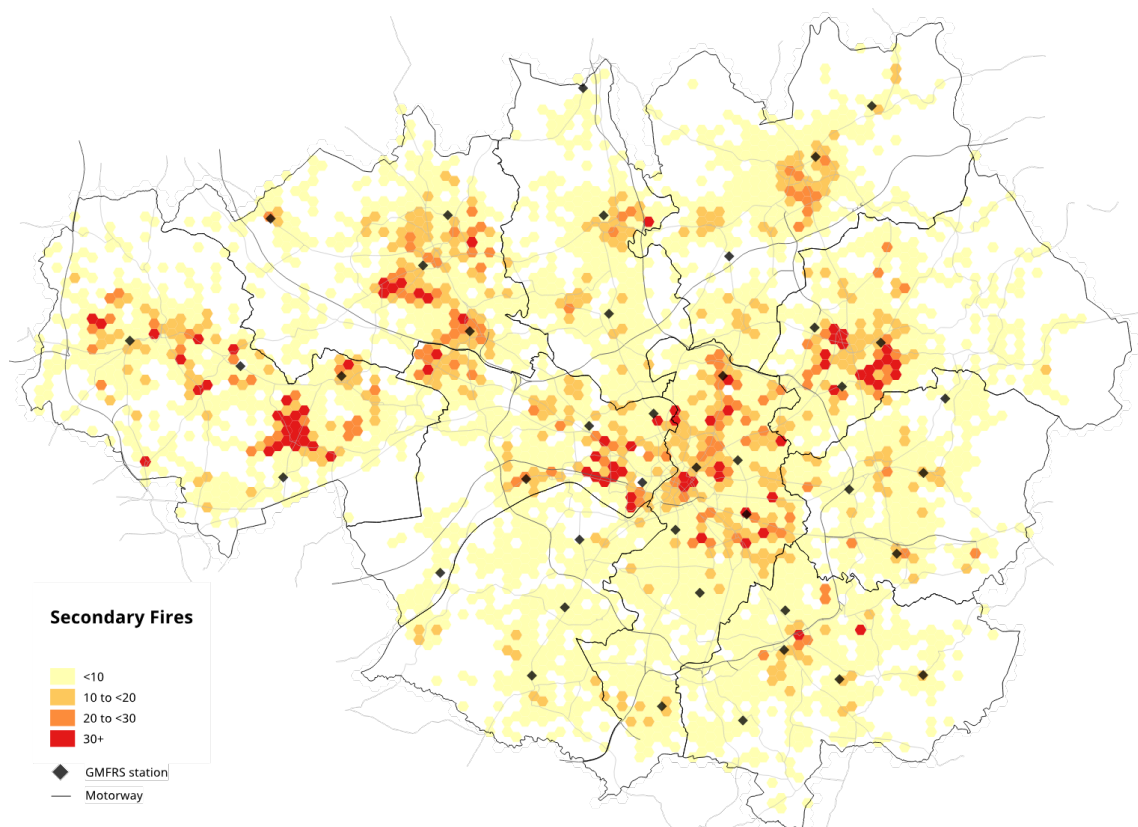 Secondary Fires
<10
10 to <20
20 to <30
30+
GMFRS station
Motorway